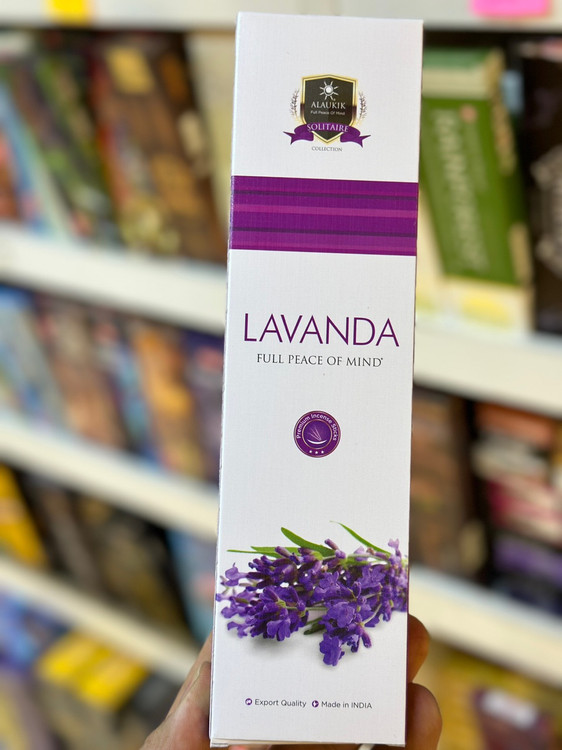 ALAUKIK
Full Peace Of Mind
SOLITAIRE
COLLECTION
LAVANDA
FULL PEACE OF MIND
Premium Incense Sticks
Export Quality Made in INDIA